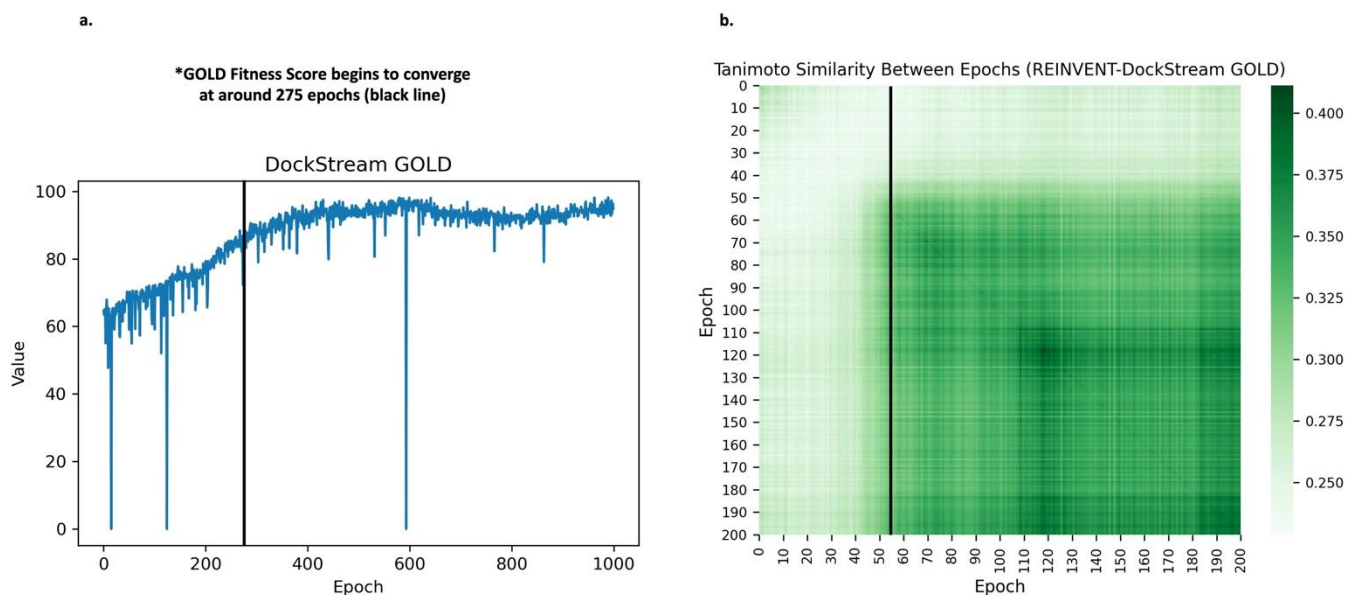 a.
*GOLD Fitness Score begins to converge
at around 275 epochs (black line)
DockStream GOLD
Value
100
80
60
40
20
0
0 200 400 600 800 1000
Epoch
b.
Tanimoto Similarity Between Epochs (REINVENT-DockStream GOLD)
Epoch
0
10
20
30
40
50
60
70
80
90
100
110
120
130
140
150
160
170
180
190
200
0 10 20 30 40 50 60 70 80 90 100 110 120 130 140 150 160 170 180 190 200
Epoch
0.400
0.375
0.350
0.325
0.300
0.275
0.250